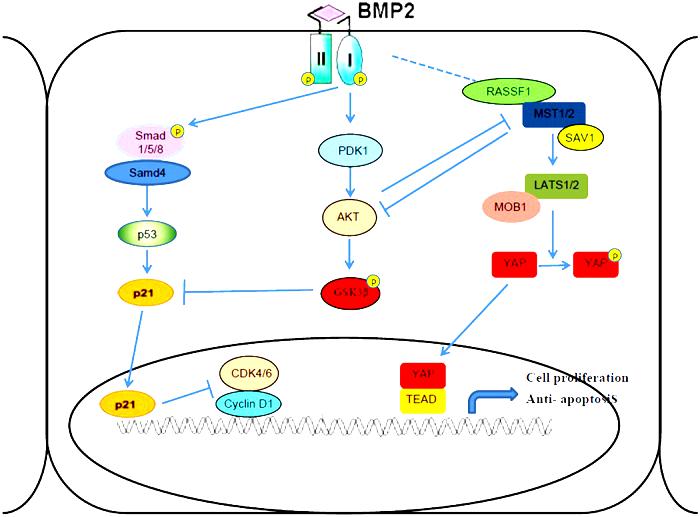 BMP2
II
I
P
P
RASSF1
MST1/2
SAV1
Smad
1/5/8
P
Samd4
PDK1
LATS1/2
MOB1
AKT
p53
YAP
YAP
P
p21
GSK3β
P
CDK4/6
Cyclin D1
p21
YAP
TEAD
Cell proliferation
Anti- apoptosiS